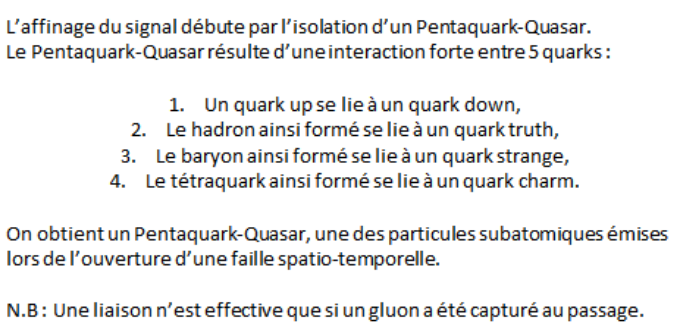 L’affinage du signal débute par l’isolation d’un Pentaquark-Quasar.
Le Pentaquark-Quasar résulte d’une interaction forte entre 5 quarks :
1. Un quark up se lie à un quark down,
2. Le hadron ainsi formé se lie à un quark truth,
3. Le baryon ainsi formé se lie à un quark strange,
4. Le tétraquark ainsi formé se lie à un quark charm.
On obtient un Pentaquark-Quasar, une des particules subatomiques émises
lors de l’ouverture d’une faille spatio-temporelle.
N.B : Une liaison n’est effective que si un gluon a été capturé au passage.